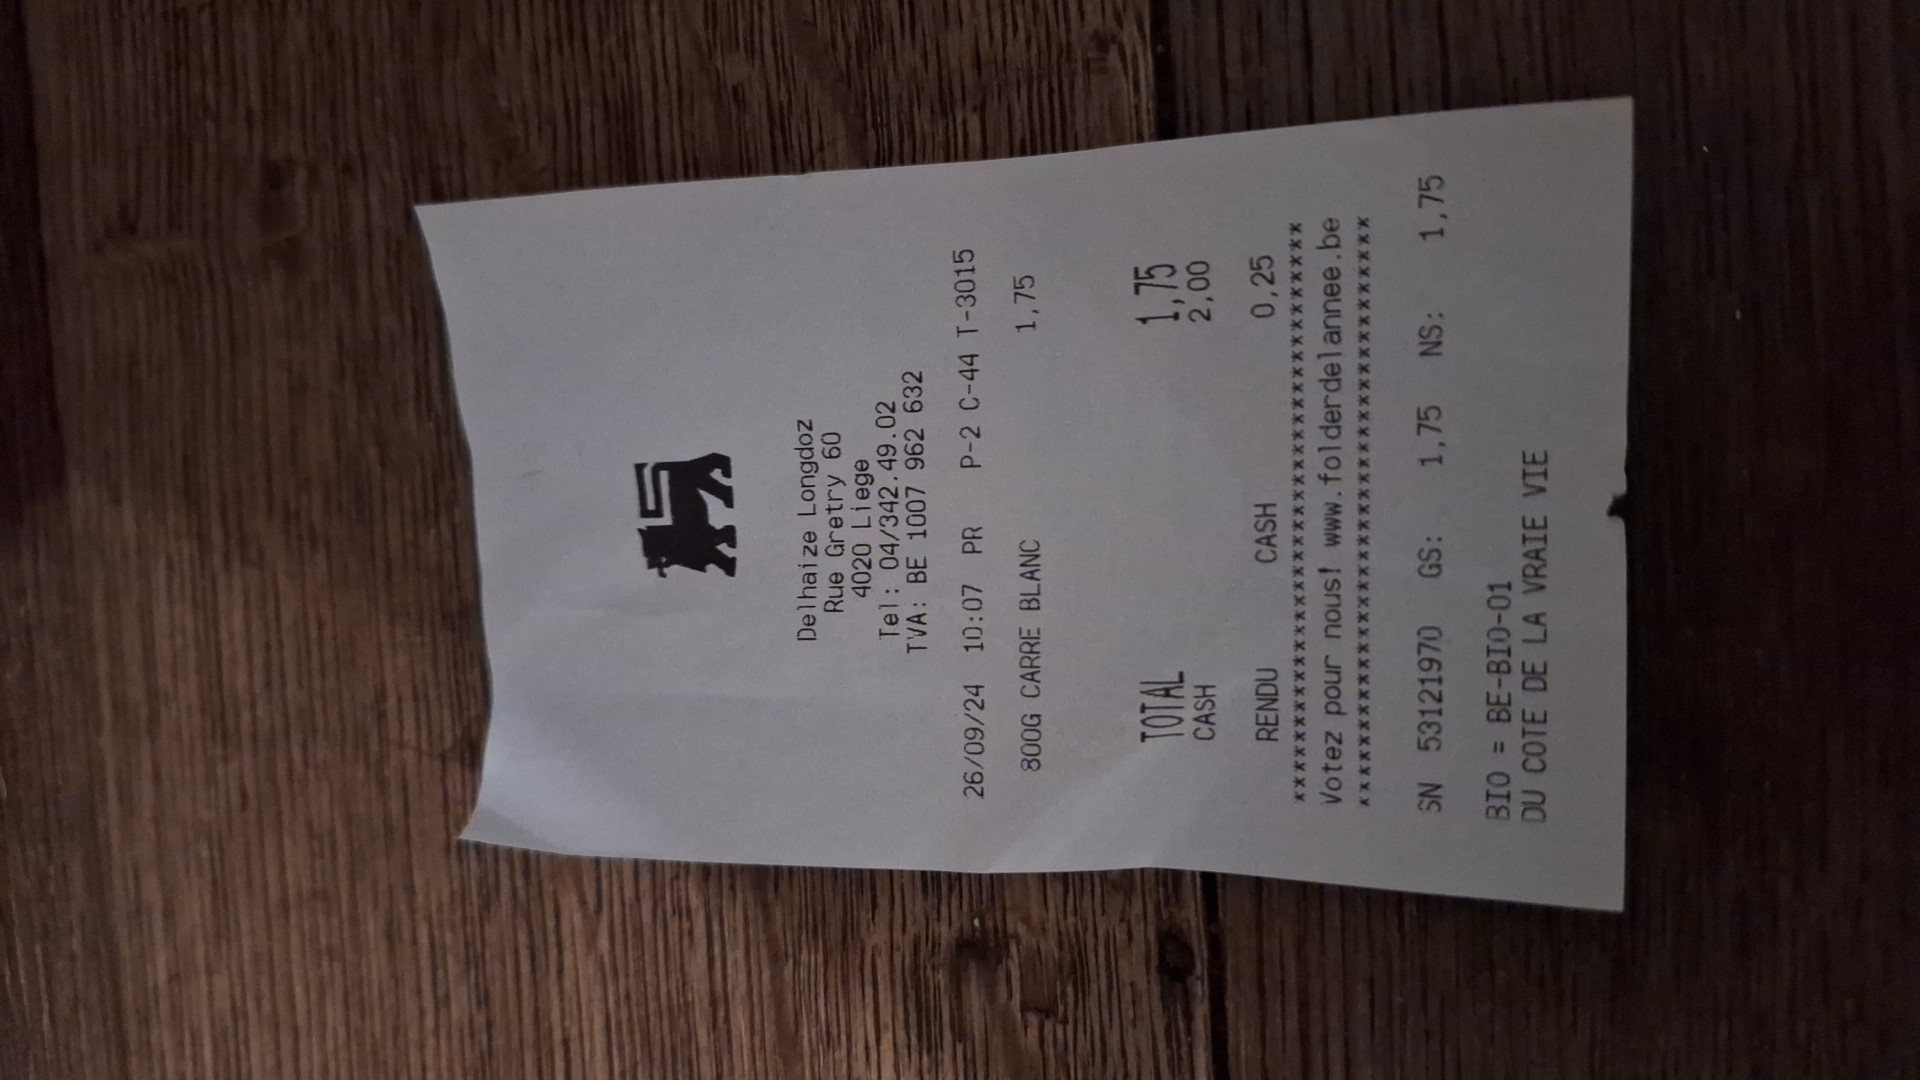 Delhaize Longdoz
Rue Gretry 60
4020 Liege
Tel: 04/342.49.02
TVA: BE 1007 962 632
26/09/24 10:07 PR P-2 C-44 T-3015
800G CARRE BLANC 1,75
TOTAL 1,75
CASH 2,00
RENDU CASH 0,25
****************************************
Votez pour nous! www.folderdelannee.be
****************************************
SN 53121970 GS: 1,75 NS: 1,75
BIO = BE-BIO-01
DU COTE DE LA VRAIE VIE